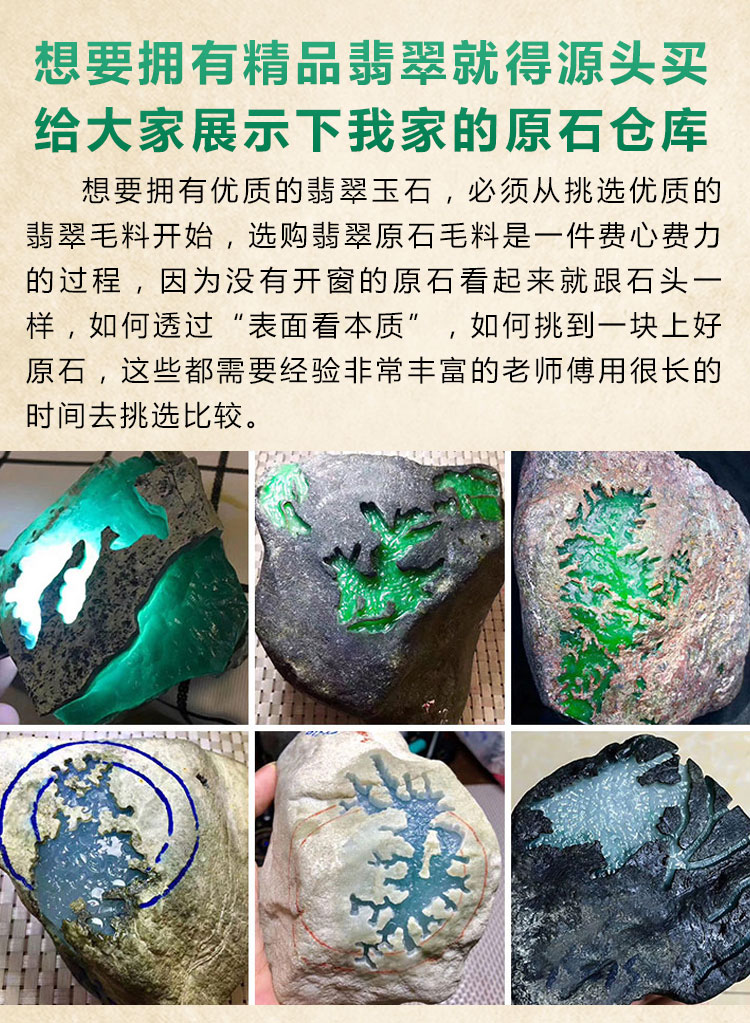 想要拥有精品翡翠就得源头买
给大家展示下我家的原石仓库
想要拥有优质的翡翠玉石，必须从挑选优质的
翡翠毛料开始，选购翡翠原石毛料是一件费心费力
的过程，因为没有开窗的原石看起来就跟石头一
样，如何透过“表面看本质”，如何挑到一块上好
原石，这些都需要经验非常丰富的老师傅用很长的
时间去挑选比较。